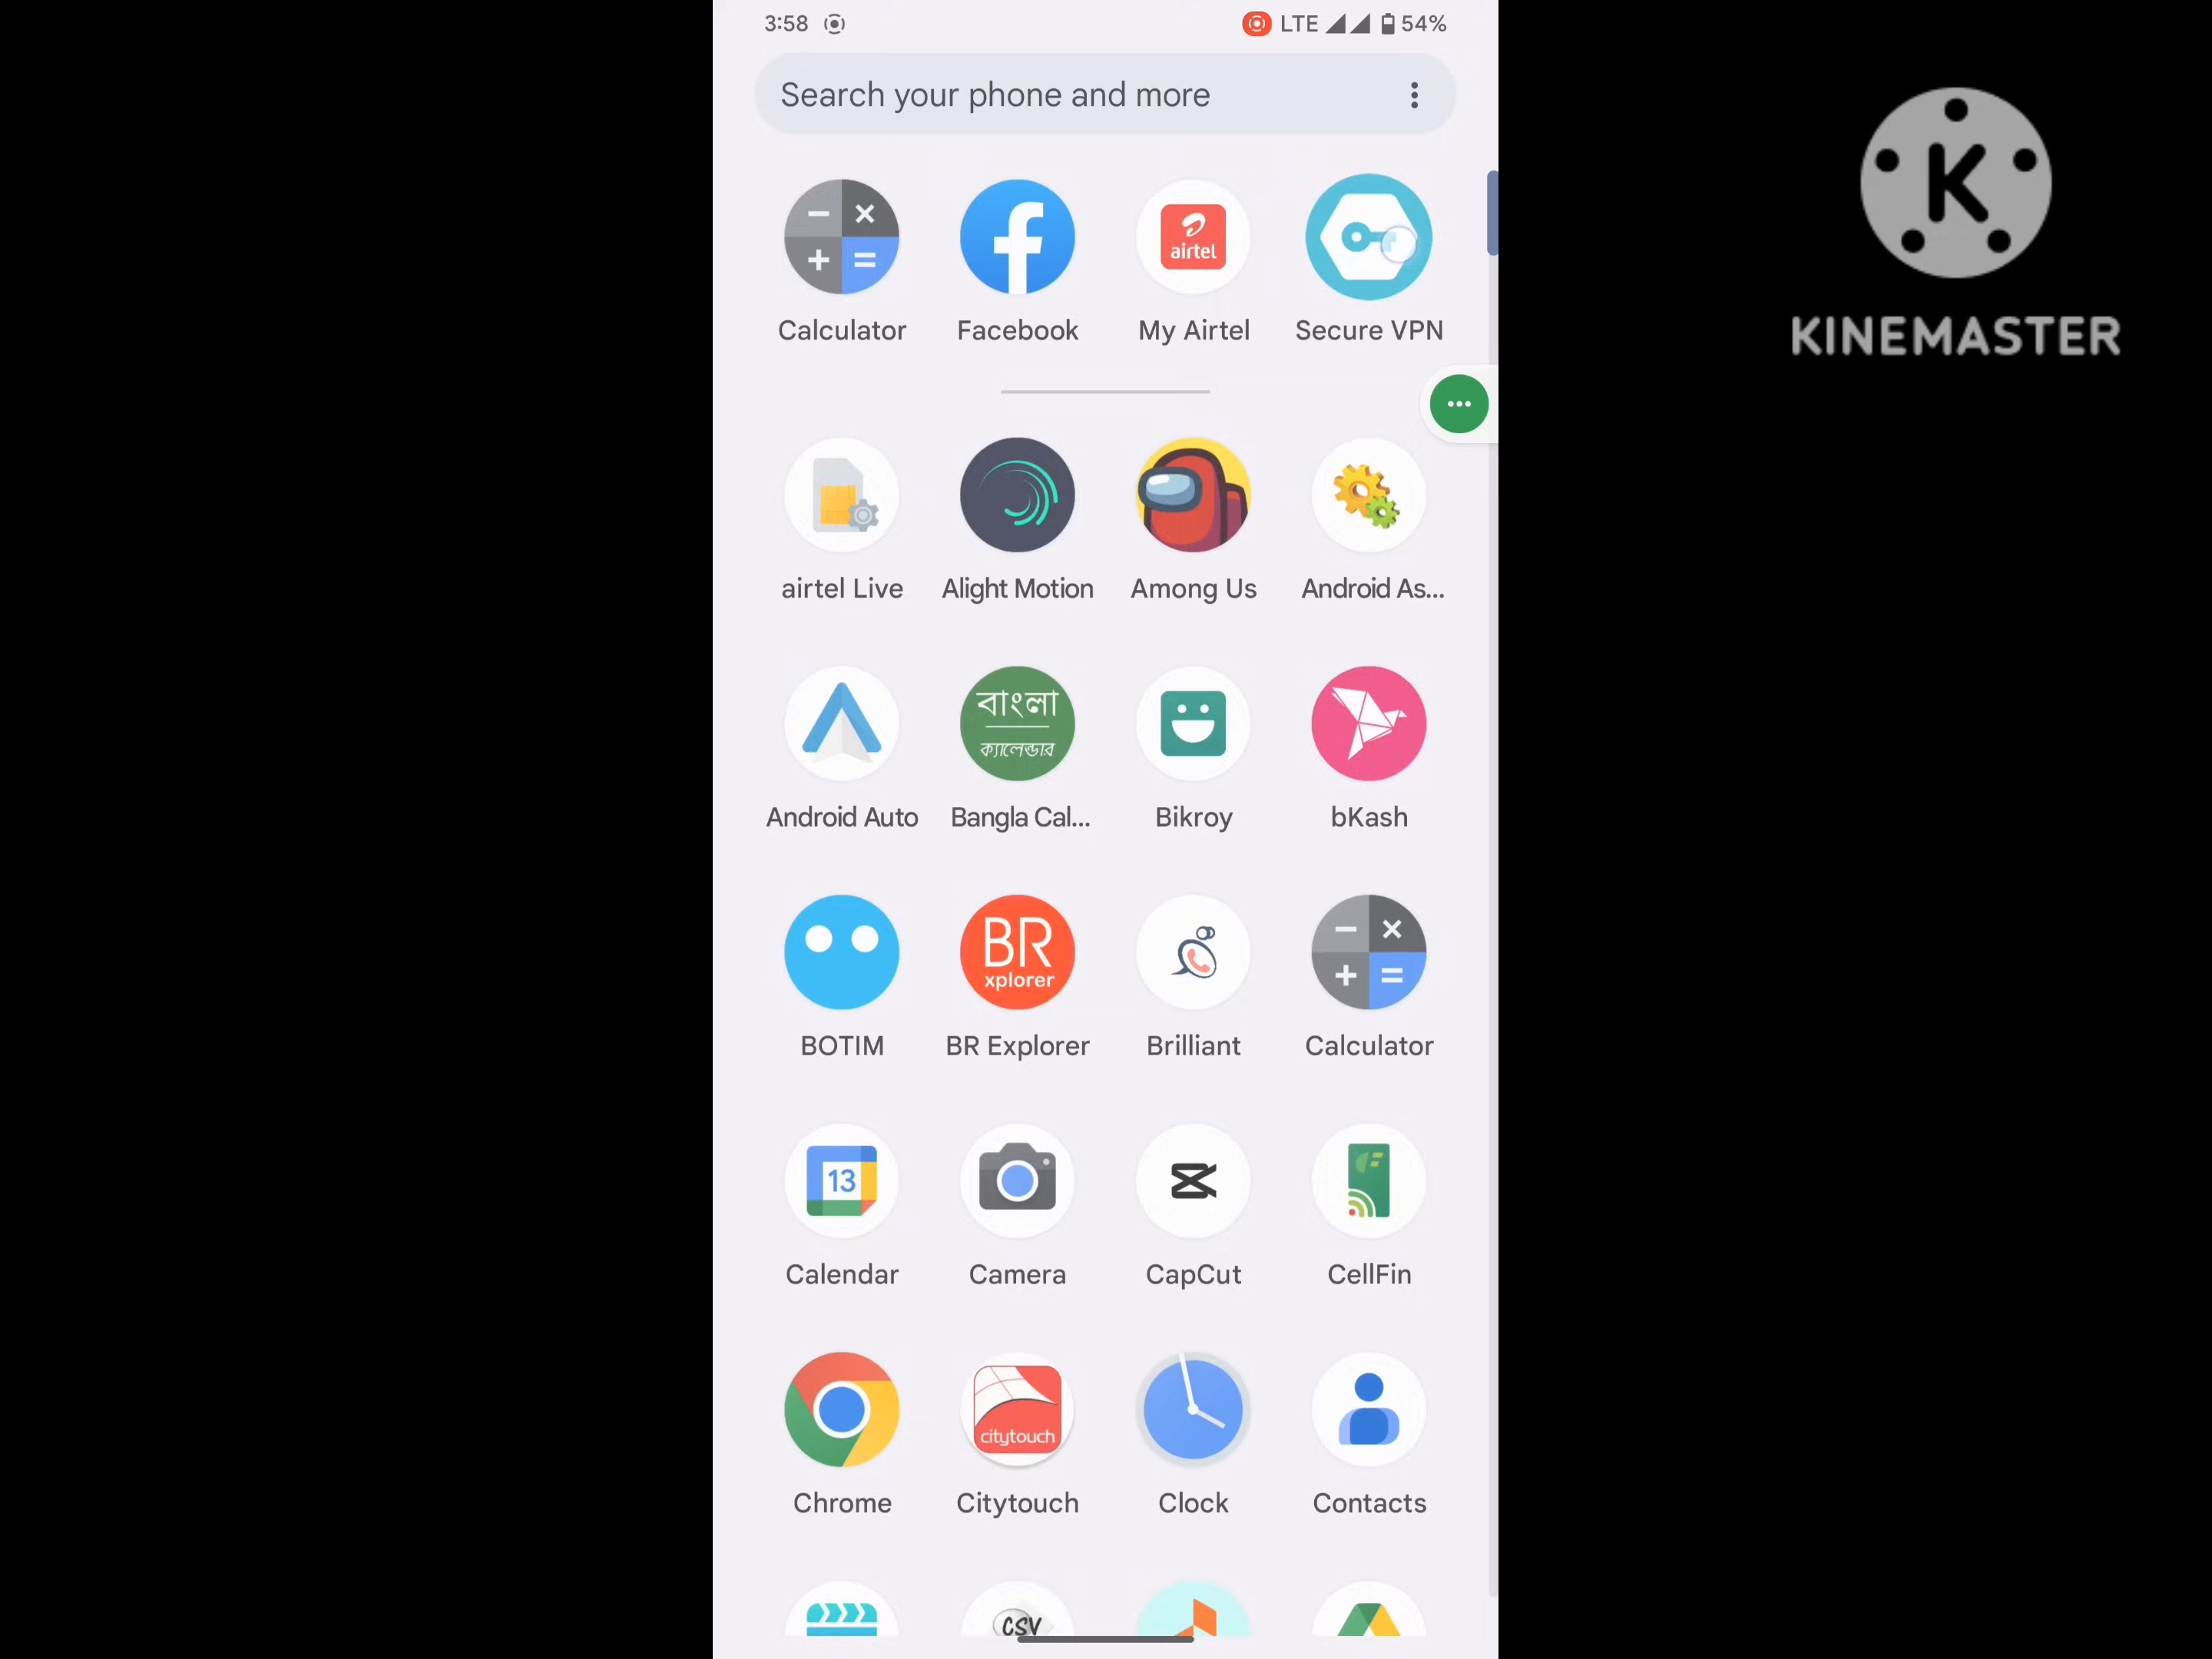 3:58 LTE 54%
Search your phone and more
airtel
Calculator Facebook My Airtel Secure VPN
airtel Live Alight Motion Among Us Android As...
বাংলা
ক্যালেন্ডার
Android Auto Bangla Cal... Bikroy bKash
BR
xplorer
BOTIM BR Explorer Brilliant Calculator
13
Calendar Camera CapCut CellFin
citytouch
Chrome Citytouch Clock Contacts
CSV
K
KINEMASTER